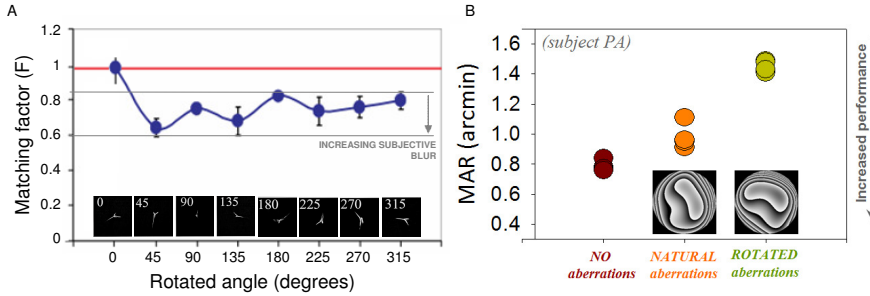 A
Matching factor (F)
1.2
1
0.8
0.6
0.4
0.2
0
INCREASING SUBJECTIVE
BLUR
0 45 90 135 180 225 270 315
0 45 90 135 180 225 270 315
Rotated angle (degrees)
B
MAR (arcmin)
1.6
1.4
1.2
1.0
0.8
0.6
0.4
(subject PA)
NO NATURAL ROTATED
aberrations aberrations aberrations
Increased performance